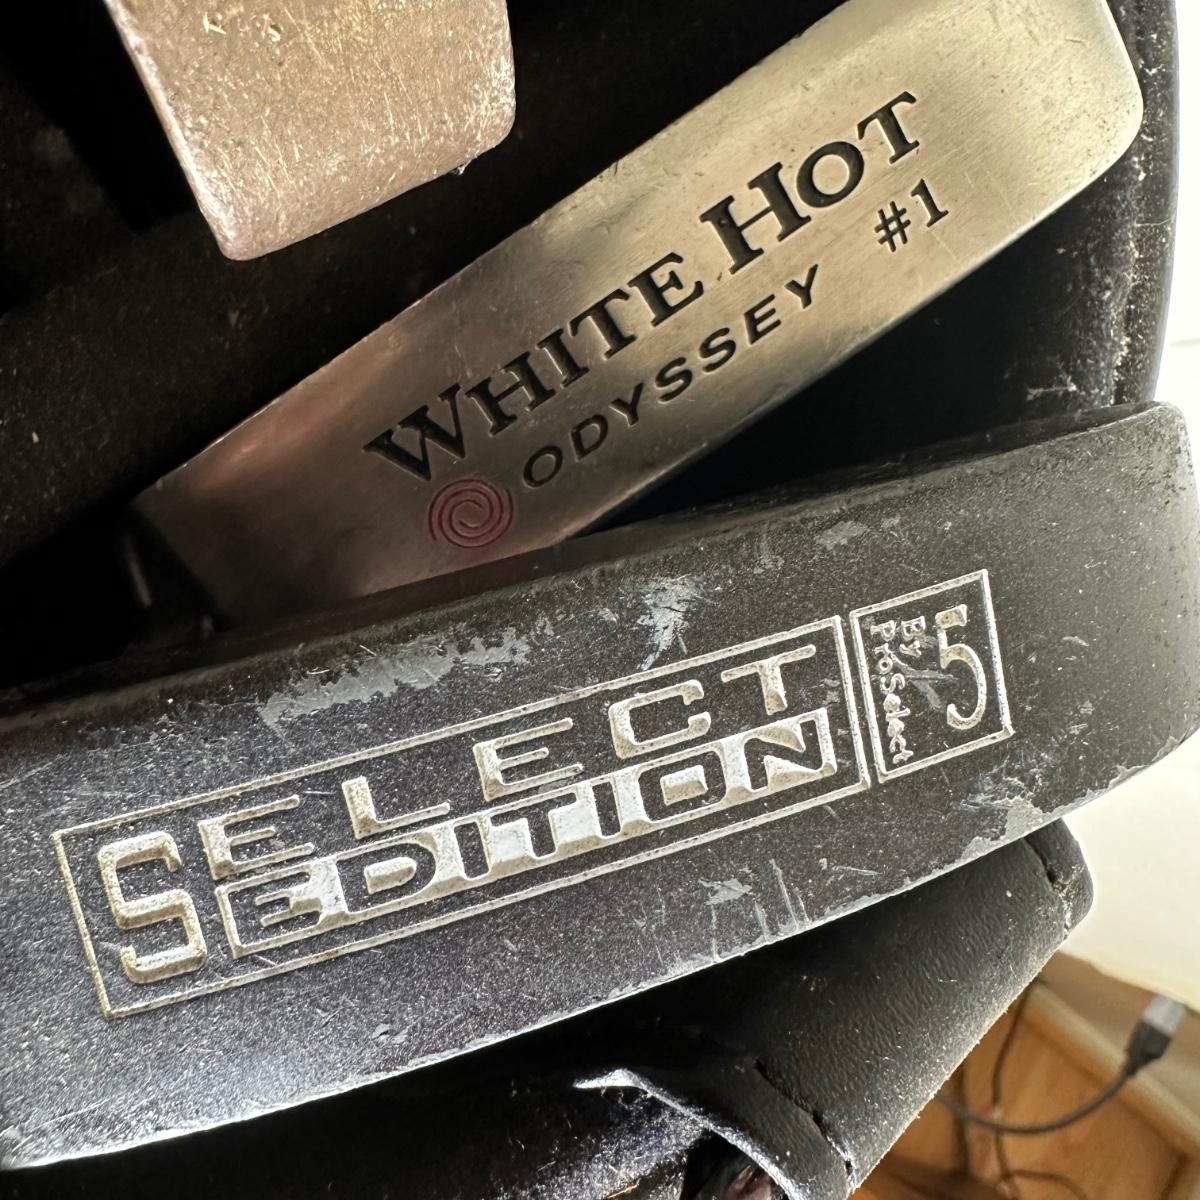 WHITE HOT
ODYSSEY #1
SELECT
EDITION
By
ProSelect
5